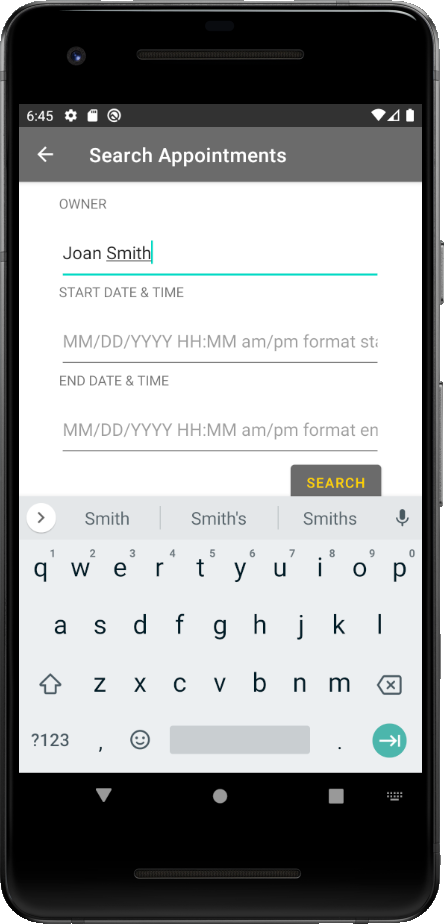 6:45
Search Appointments
OWNER
Joan Smith
START DATE & TIME
MM/DD/YYYY HH:MM am/pm format sta
END DATE & TIME
MM/DD/YYYY HH:MM am/pm format en
SEARCH
Smith Smith's Smiths
1 2 3 4 5 6 7 8 9 0
q w e r t y u i o p
a s d f g h j k l
z x c v b n m
?123 , .